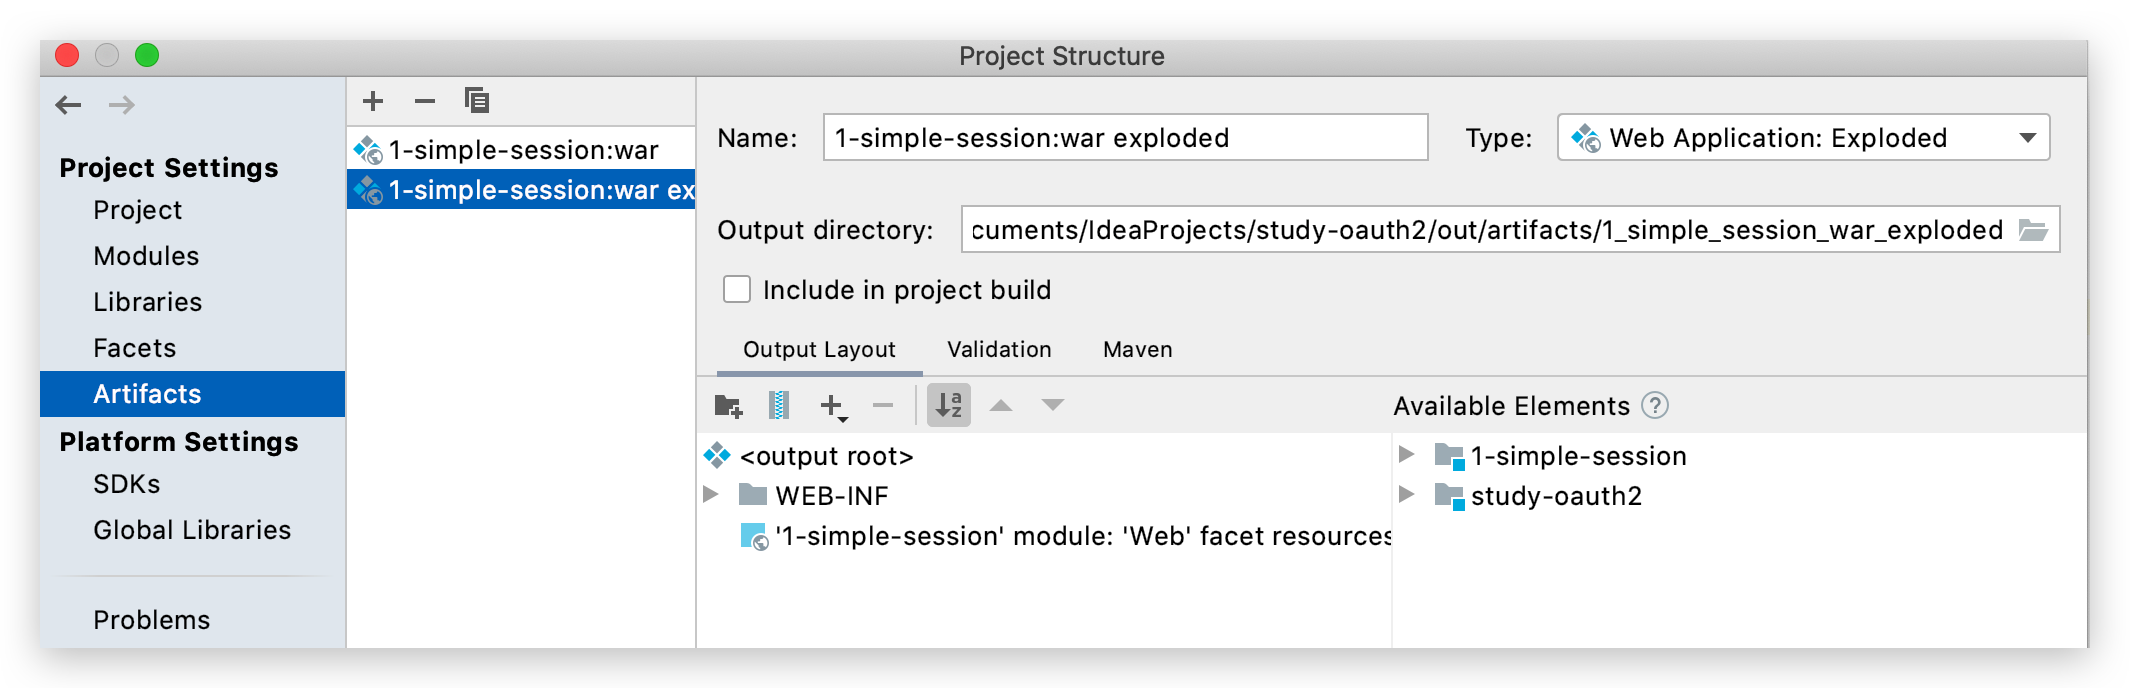 Project Structure
Project Settings
Project
Modules
Libraries
Facets
Artifacts
Platform Settings
SDKs
Global Libraries
Problems
1-simple-session:war
1-simple-session:war ex
Name: 1-simple-session:war exploded Type: Web Application: Exploded
Output directory: cuments/IdeaProjects/study-oauth2/out/artifacts/1_simple_session_war_exploded
Include in project build
Output Layout Validation Maven
Available Elements ?
<output root>
WEB-INF
'1-simple-session' module: 'Web' facet resources
1-simple-session
study-oauth2